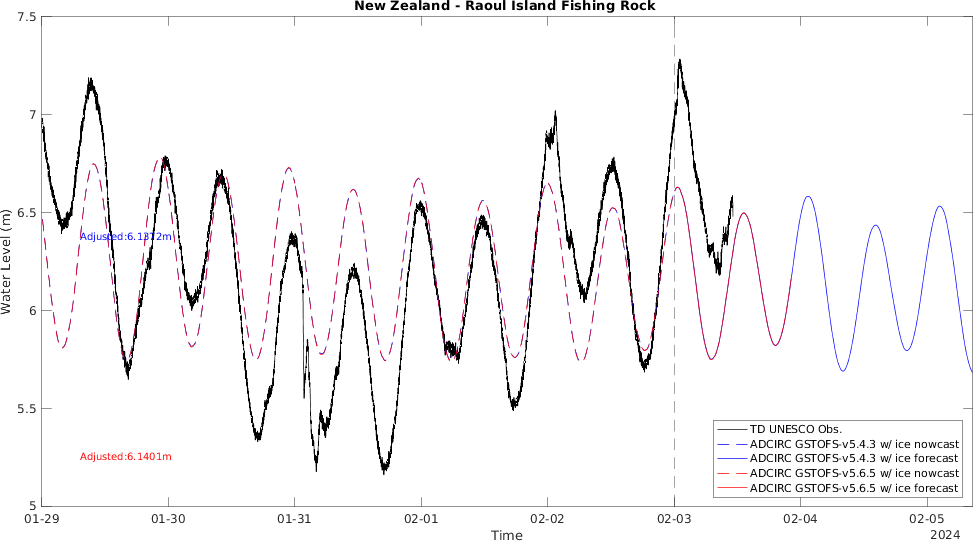 New Zealand - Raoul Island Fishing Rock
7.5
7
6.5
6
5.5
5
Water Level (m)
Adjusted:6.1372m
Adjusted:6.1401m
TD UNESCO Obs.
ADCIRC GSTOFS-v5.4.3 w/ ice nowcast
ADCIRC GSTOFS-v5.4.3 w/ ice forecast
ADCIRC GSTOFS-v5.6.5 w/ ice nowcast
ADCIRC GSTOFS-v5.6.5 w/ ice forecast
01-29 01-30 01-31 02-01 02-02 02-03 02-04 02-05
Time
2024